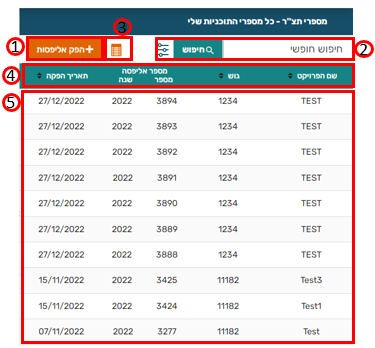 מספרי תצ"ר - כל מספרי התוכניות שלי
3
1 הפק אליפסות + חיפוש חיפוש חופשי 2
4
שם הפרויקט גוש מספר אליפסה תאריך הפקה
מספר שנה
5
TEST 1234 3894 2022 27/12/2022
TEST 1234 3893 2022 27/12/2022
TEST 1234 3892 2022 27/12/2022
TEST 1234 3891 2022 27/12/2022
TEST 1234 3890 2022 27/12/2022
TEST 1234 3889 2022 27/12/2022
TEST 1234 3888 2022 27/12/2022
Test3 11182 3425 2022 15/11/2022
Test1 11182 3424 2022 15/11/2022
Test 11182 3277 2022 07/11/2022